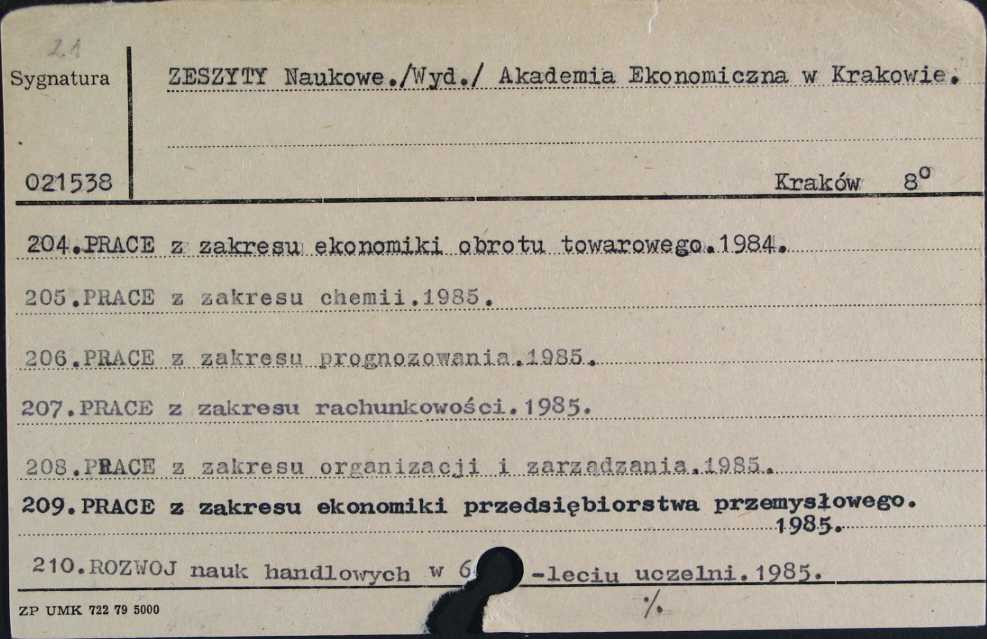 21
Sygnatura
ZESZYTY Naukowe./Wyd./ Akademia Ekonomiczna w Krakowie.
021538
Kraków 8º
204.PRACE z zakresu ekonomiki obrotu towarowego.1984.
205.PRACE z zakresu chemii.1985.
206.PRACE z zakresu prognozowania.1985.
207.PRACE z zakresu rachunkowości.1985.
208.PRACE z zakresu organizacji i zarządzania.1985.
209.PRACE z zakresu ekonomiki przedsiębiorstwa przemysłowego.
1985.
210.ROZWOJ nauk handlowych w 6 -leciu uczelni.1985.
ZP UMK 722 79 5000
%